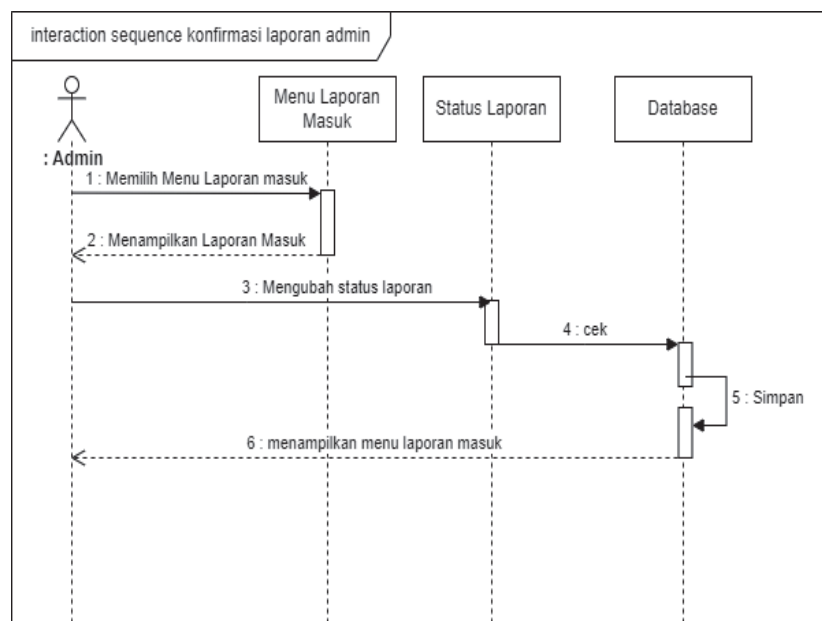 interaction sequence konfirmasi laporan admin
Menu Laporan
Masuk
Status Laporan
Database
: Admin
1 : Memilih Menu Laporan masuk
2 : Menampilkan Laporan Masuk
3 : Mengubah status laporan
4 : cek
5 : Simpan
6 : menampilkan menu laporan masuk